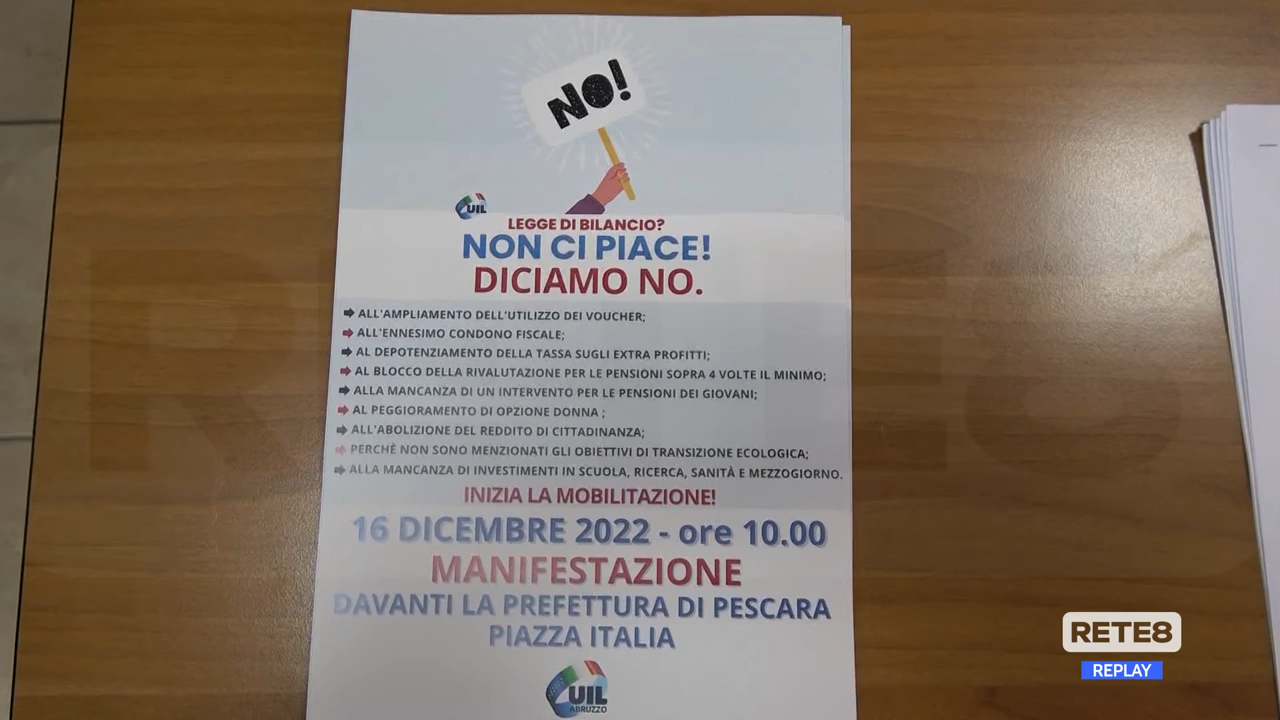 NO!
UIL
LEGGE DI BILANCIO?
NON CI PIACE!
DICIAMO NO.
ALL'AMPLIAMENTO DELL'UTILIZZO DEI VOUCHER;
ALL'ENNESIMO CONDONO FISCALE;
AL DEPOTENZIAMENTO DELLA TASSA SUGLI EXTRA PROFITTI;
AL BLOCCO DELLA RIVALUTAZIONE PER LE PENSIONI SOPRA 4 VOLTE IL MINIMO;
ALLA MANCANZA DI UN INTERVENTO PER LE PENSIONI DEI GIOVANI;
AL PEGGIORAMENTO DI OPZIONE DONNA ;
ALL'ABOLIZIONE DEL REDDITO DI CITTADINANZA;
PERCHÈ NON SONO MENZIONATI GLI OBIETTIVI DI TRANSIZIONE ECOLOGICA;
ALLA MANCANZA DI INVESTIMENTI IN SCUOLA, RICERCA, SANITÀ E MEZZOGIORNO.
INIZIA LA MOBILITAZIONE!
16 DICEMBRE 2022 - ore 10.00
MANIFESTAZIONE
DAVANTI LA PREFETTURA DI PESCARA
PIAZZA ITALIA
UIL
ABRUZZO
RETE8
REPLAY
RETE8